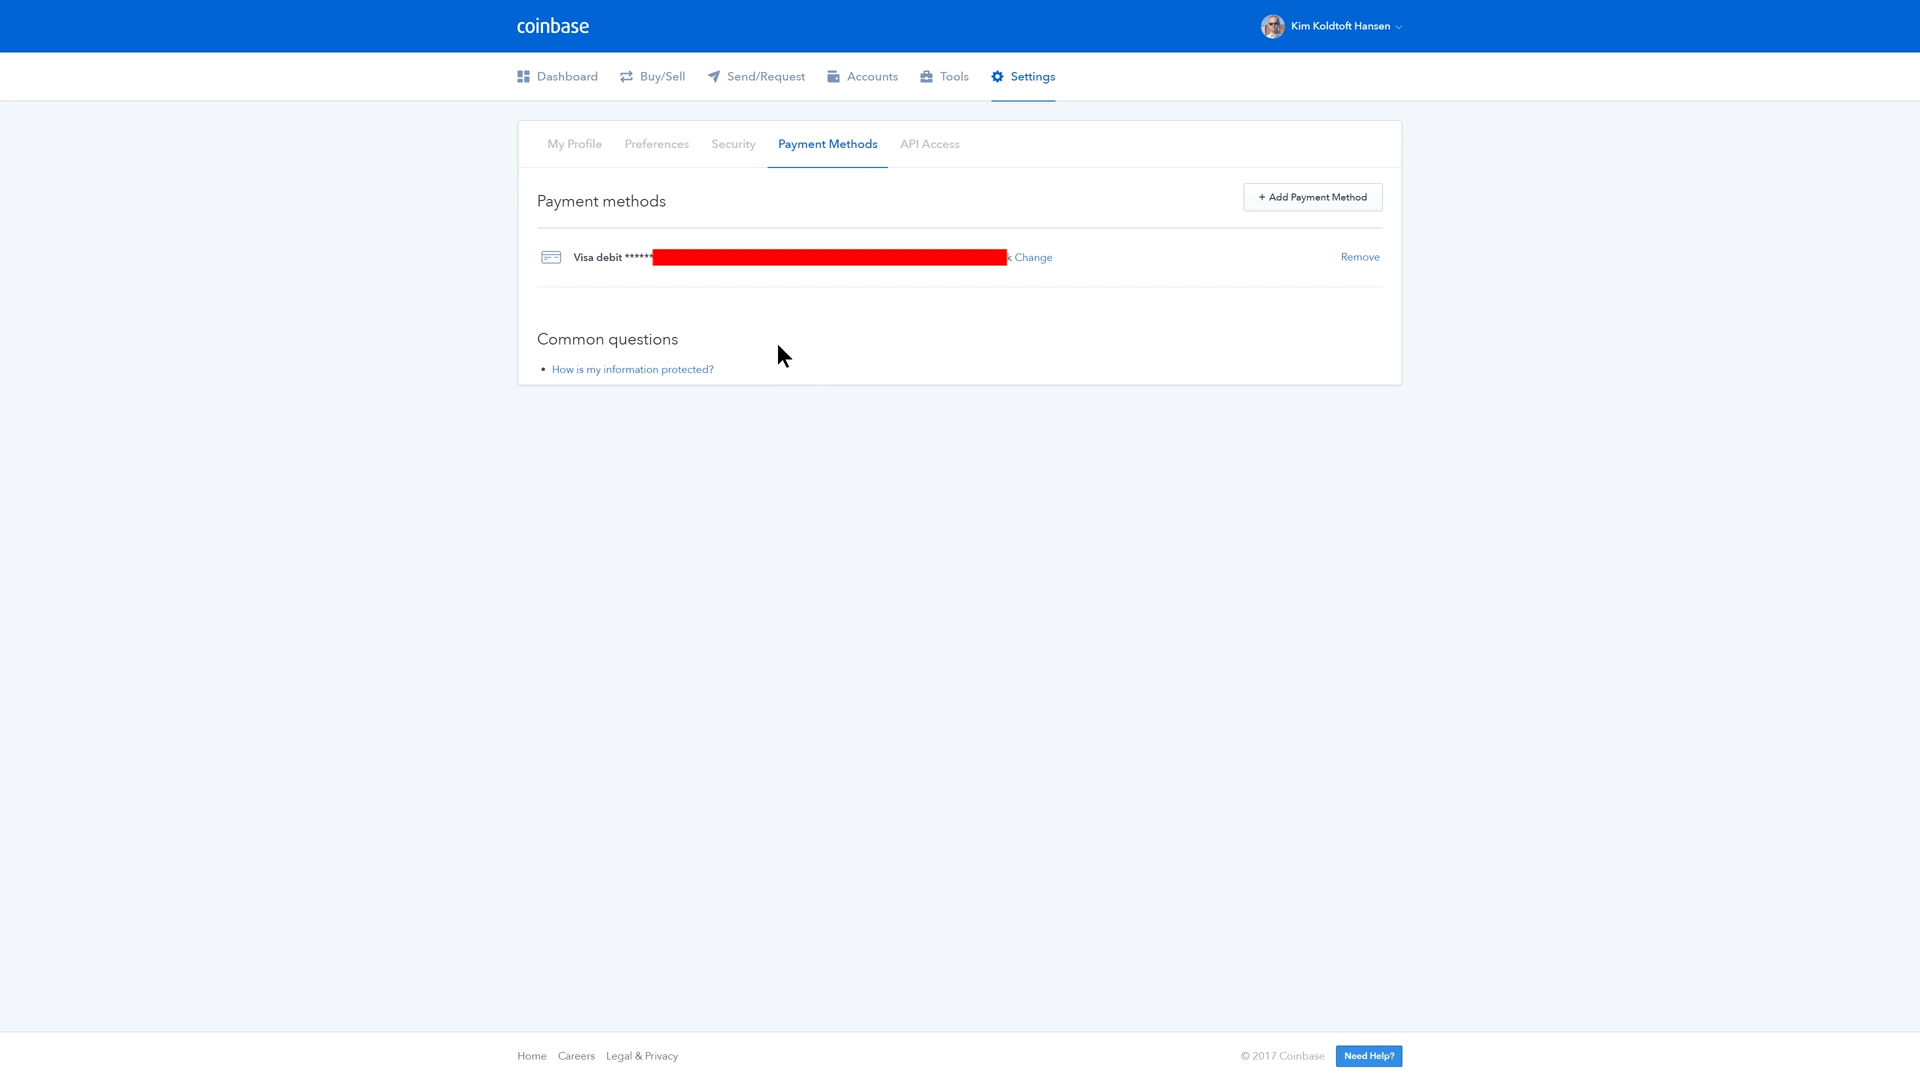 coinbase
Kim Koldtoft Hansen
Dashboard Buy/Sell Send/Request Accounts Tools Settings
My Profile Preferences Security Payment Methods API Access
Payment methods
+ Add Payment Method
Visa debit ****** k Change Remove
Common questions
• How is my information protected?
Home Careers Legal & Privacy
© 2017 Coinbase Need Help?